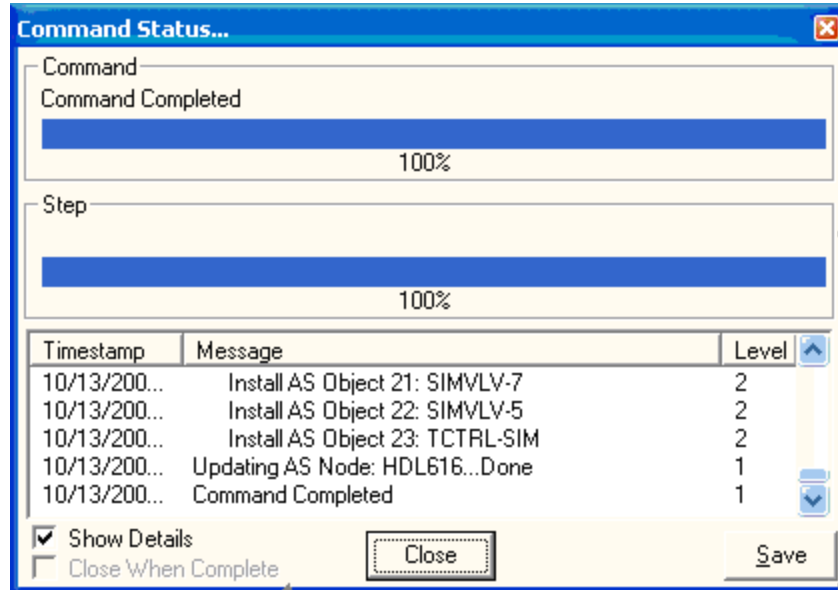 Command Status...
Command
Command Completed
100%
Step
100%
Timestamp Message Level
10/13/200... Install AS Object 21: SIMVLV-7 2
10/13/200... Install AS Object 22: SIMVLV-5 2
10/13/200... Install AS Object 23: TCTRL-SIM 2
10/13/200... Updating AS Node: HDL616...Done 1
10/13/200... Command Completed 1
Show Details
Close When Complete
Close
Save